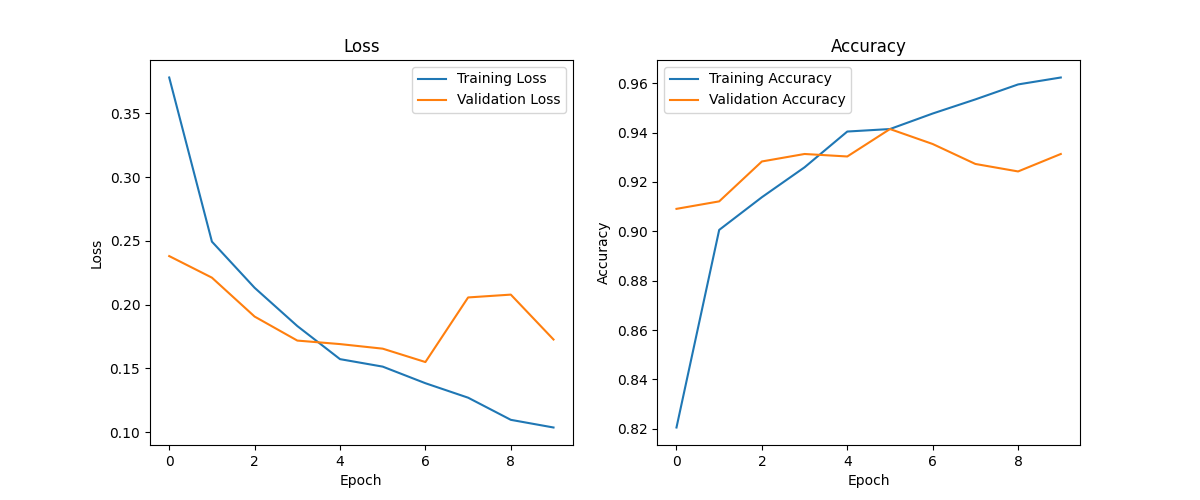 Loss
Training Loss
Validation Loss
0.35
0.30
0.25
0.20
0.15
0.10
Loss
0 2 4 6 8
Epoch
Accuracy
Training Accuracy
Validation Accuracy
0.96
0.94
0.92
0.90
0.88
0.86
0.84
0.82
Accuracy
0 2 4 6 8
Epoch